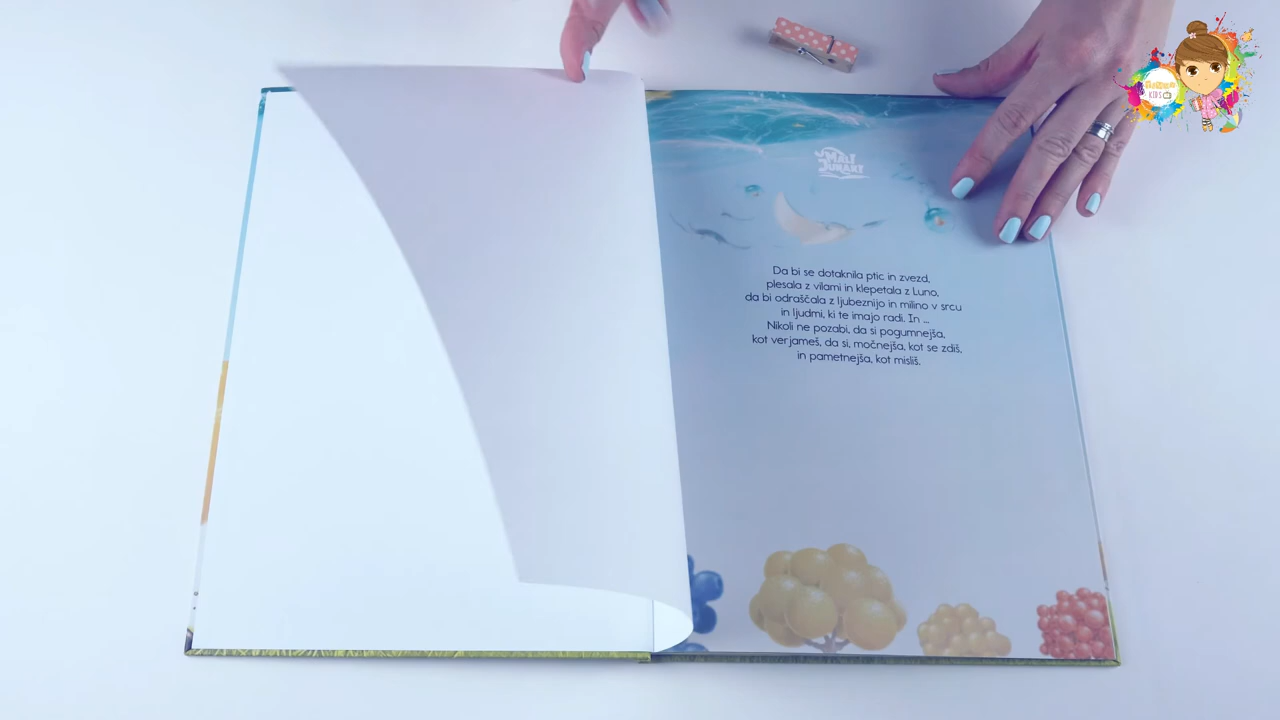 MALI
JUNAKI
Da bi se dotaknila ptic in zvezd,
plesala z vilami in klepetala z Luno,
da bi odraščala z ljubeznijo in milino v srcu
in ljudmi, ki te imajo radi. In ...
Nikoli ne pozabi, da si pogumnejša,
kot verjameš, da si, močnejša, kot se zdiš,
in pametnejša, kot misliš.
KIDS